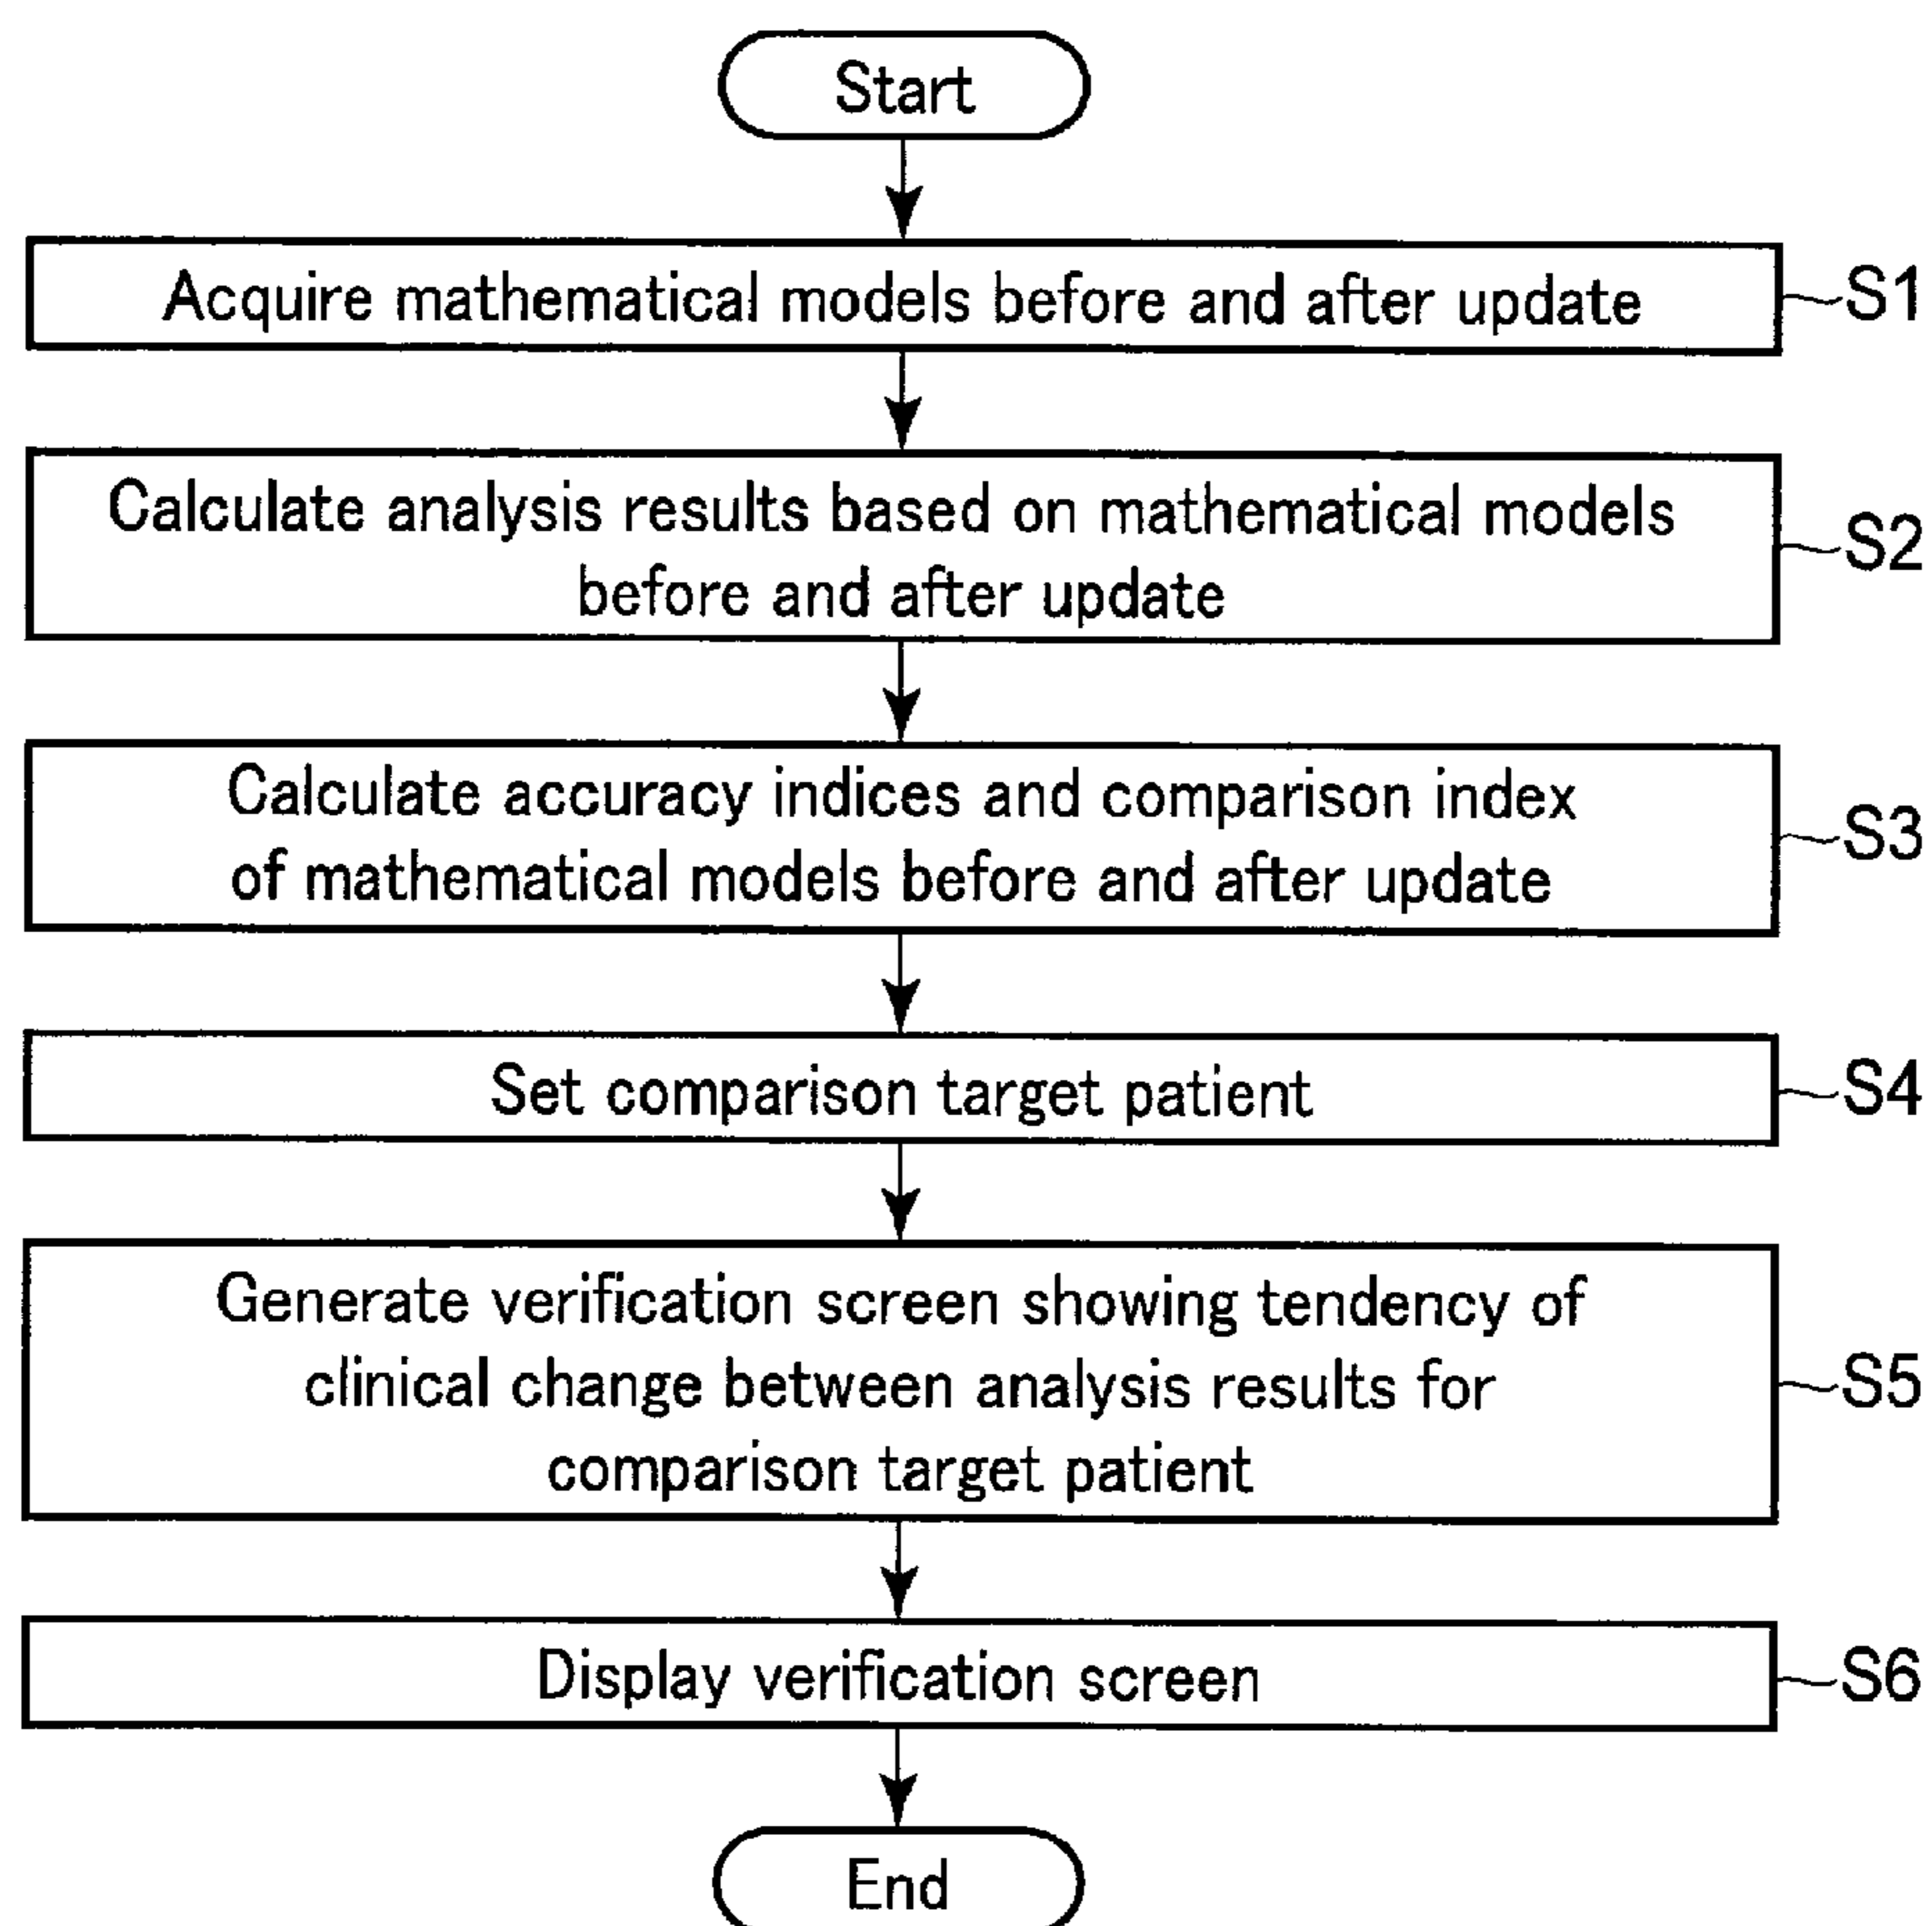 Start
Acquire mathematical models before and after update
S1
Calculate analysis results based on mathematical models
before and after update
S2
Calculate accuracy indices and comparison index
of mathematical models before and after update
S3
Set comparison target patient
S4
Generate verification screen showing tendency of
clinical change between analysis results for
comparison target patient
S5
Display verification screen
S6
End